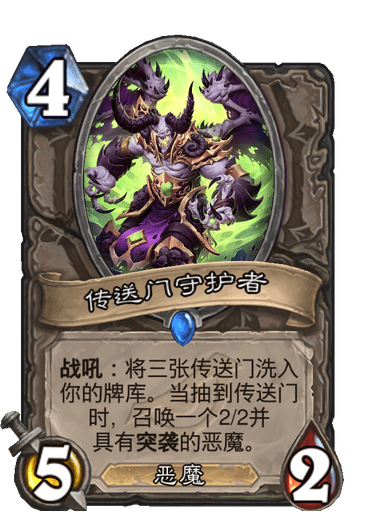 4
传送门守护者
战吼：将三张传送门洗入
你的牌库。当抽到传送门
时，召唤一个2/2并
具有突袭的恶魔。
5
恶魔
2